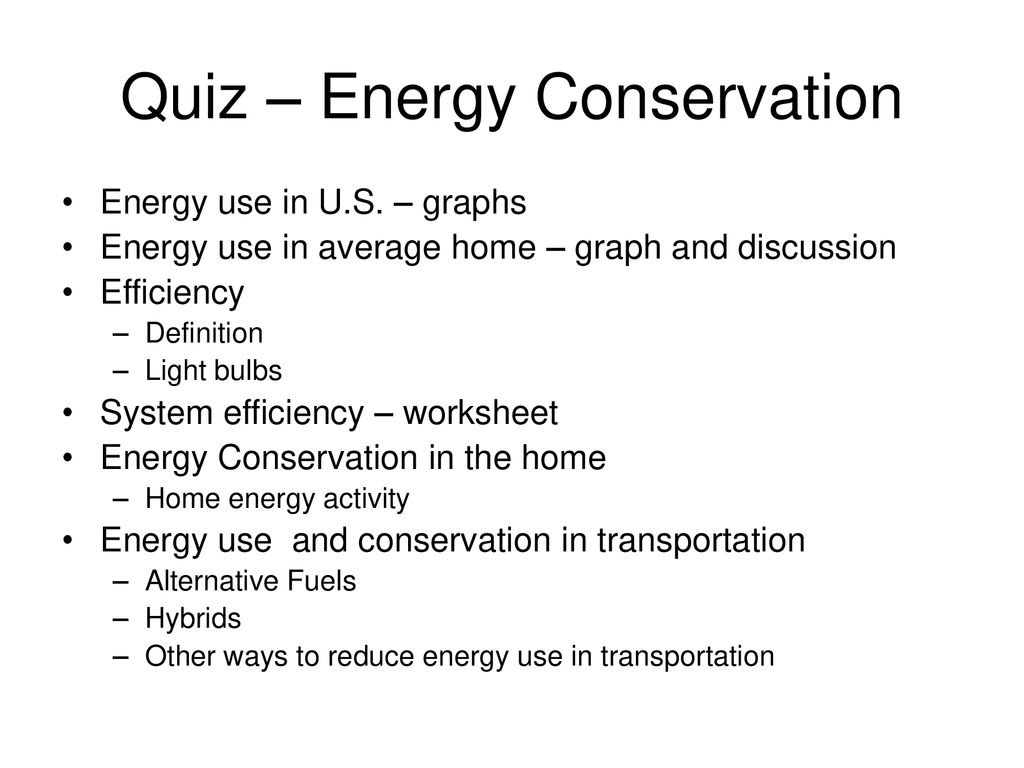 Quiz – Energy Conservation
• Energy use in U.S. – graphs
• Energy use in average home – graph and discussion
• Efficiency
– Definition
– Light bulbs
• System efficiency – worksheet
• Energy Conservation in the home
– Home energy activity
• Energy use  and conservation in transportation
– Alternative Fuels
– Hybrids
– Other ways to reduce energy use in transportation